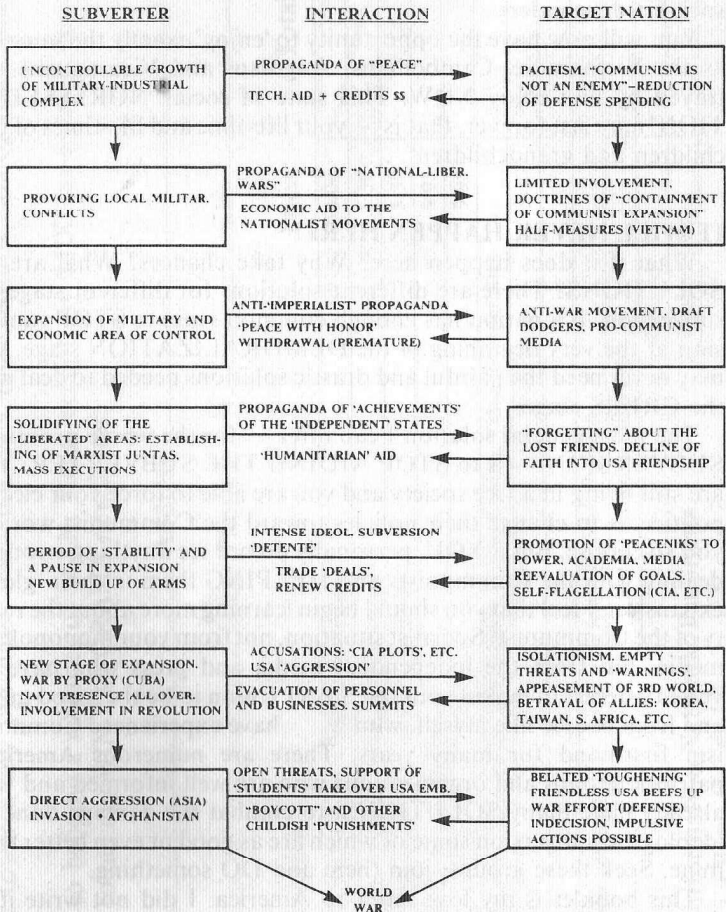 SUBVERTER
INTERACTION
TARGET NATION
UNCONTROLLABLE GROWTH
OF MILITARY-INDUSTRIAL
COMPLEX
PROPAGANDA OF "PEACE"
TECH. AID + CREDITS $$
PACIFISM. "COMMUNISM IS
NOT AN ENEMY"–REDUCTION
OF DEFENSE SPENDING
PROVOKING LOCAL MILITAR.
CONFLICTS
PROPAGANDA OF "NATIONAL-LIBER.
WARS"
ECONOMIC AID TO THE
NATIONALIST MOVEMENTS
LIMITED INVOLVEMENT.
DOCTRINES OF "CONTAINMENT
OF COMMUNIST EXPANSION"
HALF-MEASURES (VIETNAM)
EXPANSION OF MILITARY AND
ECONOMIC AREA OF CONTROL
ANTI-'IMPERIALIST' PROPAGANDA
'PEACE WITH HONOR'
WITHDRAWAL (PREMATURE)
ANTI-WAR MOVEMENT, DRAFT
DODGERS, PRO-COMMUNIST
MEDIA
SOLIDIFYING OF THE
'LIBERATED' AREAS: ESTABLISH-
ING OF MARXIST JUNTAS.
MASS EXECUTIONS
PROPAGANDA OF 'ACHIEVEMENTS'
OF THE 'INDEPENDENT' STATES
'HUMANITARIAN' AID
"FORGETTING" ABOUT THE
LOST FRIENDS. DECLINE OF
FAITH INTO USA FRIENDSHIP
PERIOD OF 'STABILITY' AND
A PAUSE IN EXPANSION
NEW BUILD UP OF ARMS
INTENSE IDEOL. SUBVERSION
'DETENTE'
TRADE 'DEALS',
RENEW CREDITS
PROMOTION OF 'PEACENIKS' TO
POWER, ACADEMIA, MEDIA
REEVALUATION OF GOALS.
SELF-FLAGELLATION (CIA, ETC.)
NEW STAGE OF EXPANSION.
WAR BY PROXY (CUBA)
NAVY PRESENCE ALL OVER.
INVOLVEMENT IN REVOLUTION
ACCUSATIONS: 'CIA PLOTS', ETC.
USA 'AGGRESSION'
EVACUATION OF PERSONNEL
AND BUSINESSES. SUMMITS
ISOLATIONISM. EMPTY
THREATS AND 'WARNINGS'.
APPEASEMENT OF 3RD WORLD,
BETRAYAL OF ALLIES: KOREA,
TAIWAN, S. AFRICA, ETC.
DIRECT AGGRESSION (ASIA)
INVASION • AFGHANISTAN
OPEN THREATS, SUPPORT OF
'STUDENTS' TAKE OVER USA EMB.
"BOYCOTT" AND OTHER
CHILDISH 'PUNISHMENTS'
BELATED 'TOUGHENING'
FRIENDLESS USA BEEFS UP
WAR EFFORT (DEFENSE)
INDECISION, IMPULSIVE
ACTIONS POSSIBLE
WORLD
WAR